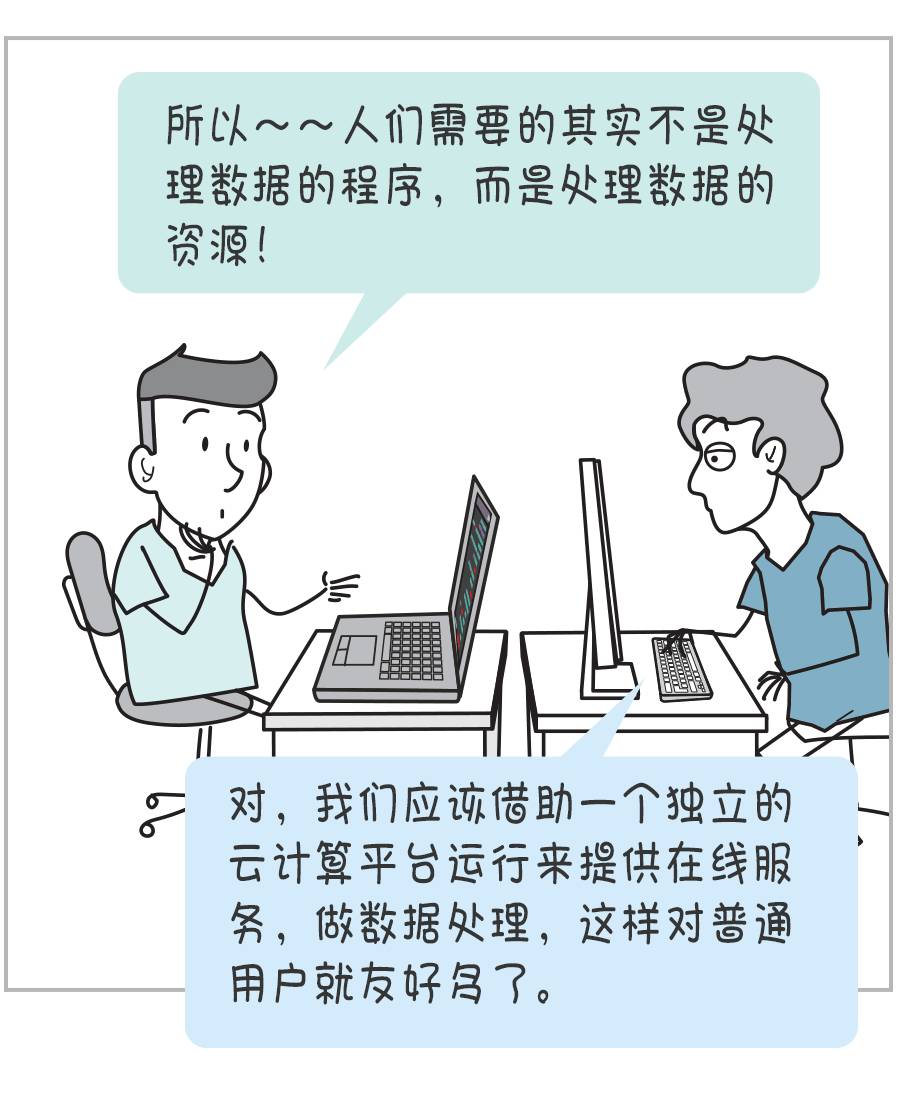 所以～～人们需要的其实不是处
理数据的程序，而是处理数据的
资源！
对，我们应该借助一个独立的
云计算平台运行来提供在线服
务，做数据处理，这样对普通
用户就友好多了。